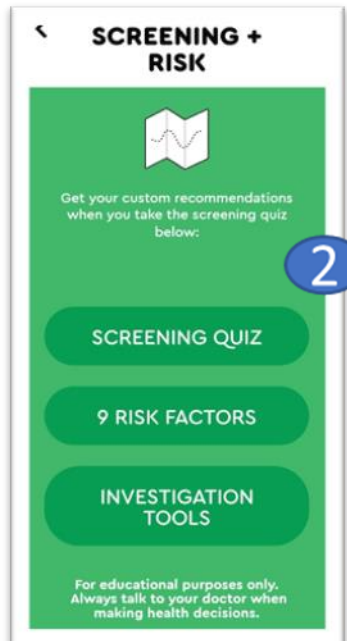 SCREENING +
RISK
Get your custom recommendations
when you take the screening quiz
below:
2
SCREENING QUIZ
9 RISK FACTORS
INVESTIGATION
TOOLS
For educational purposes only.
Always talk to your doctor when
making health decisions.